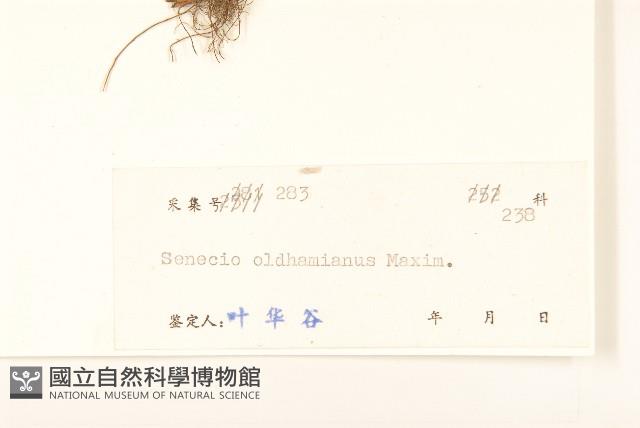 采集号 283 科
238
Senecio oldhamianus Maxim.
鉴定人: 叶华谷 年 月 日
國立自然科學博物館
NATIONAL MUSEUM OF NATURAL SCIENCE